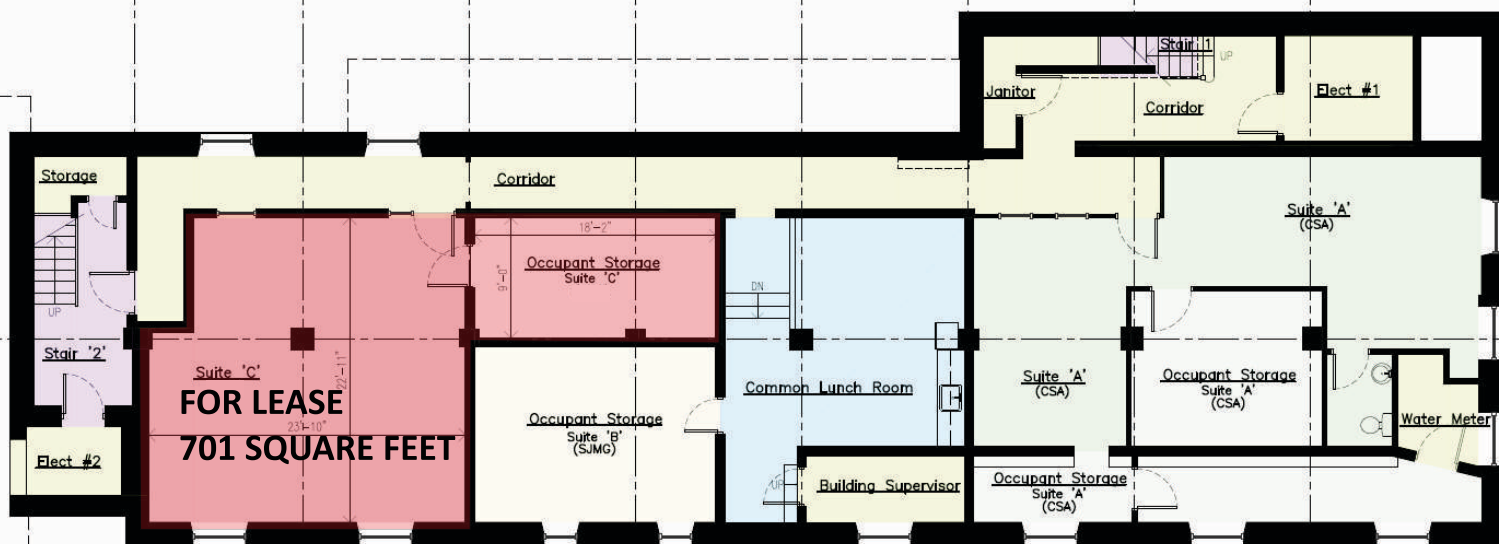 Stair 1
UP
Janitor
Elect #1
Corridor
Storage
Corridor
Suite 'A'
(CSA)
18'-2"
9'-0"
Occupant Storage
Suite 'C'
DN
UP
Stair '2'
Suite 'C'
22'-11"
FOR LEASE
23'-10"
701 SQUARE FEET
Common Lunch Room
Suite 'A'
(CSA)
Occupant Storage
Suite 'A'
(CSA)
Occupant Storage
Suite 'B'
(SJMG)
Water Meter
Elect #2
UP
Building Supervisor
Occupant Storage
Suite 'A'
(CSA)